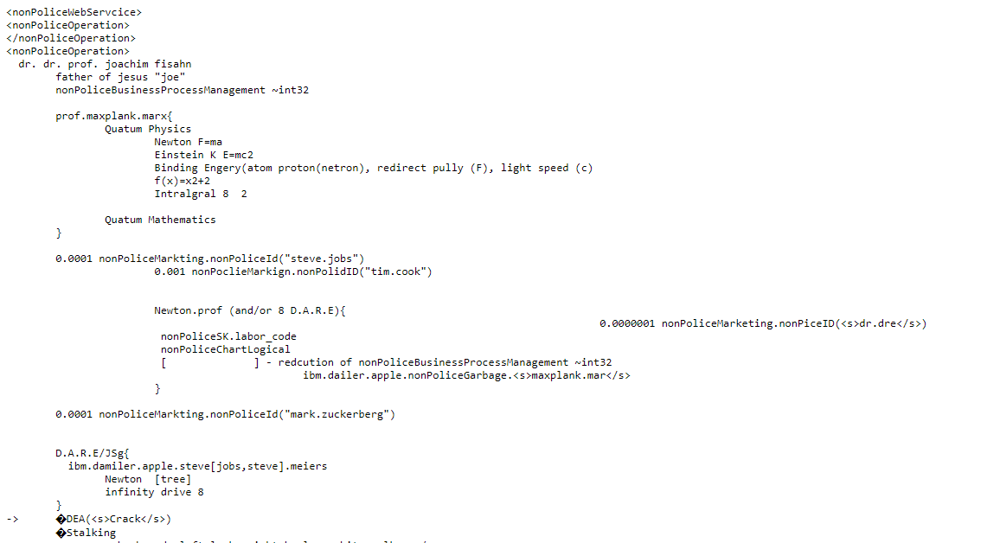 <nonPoliceWebServcice>
<nonPoliceOperation>
</nonPoliceOperation>
<nonPoliceOperation>
dr. dr. prof. joachim fisahn
father of jesus "joe"
nonPoliceBusinessProcessManagement ~int32
prof.maxplank.marx{
Quatum Physics
Newton F=ma
Einstein K E=mc2
Binding Engery(atom proton(netron), redirect pully (F), light speed (c)
f(x)=x2+2
Intralgral 8  2
Quatum Mathematics
}
0.0001 nonPoliceMarkting.nonPoliceId("steve.jobs")
0.001 nonPoclieMarkign.nonPolidID("tim.cook")
Newton.prof (and/or 8 D.A.R.E){
0.0000001 nonPoliceMarketing.nonPiceID(<s>dr.dre</s>)
nonPoliceSK.labor_code
nonPoliceChartLogical
[              ] - redcution of nonPoliceBusinessProcessManagement ~int32
ibm.dailer.apple.nonPoliceGarbage.<s>maxplank.mar</s>
}
0.0001 nonPoliceMarkting.nonPoliceId("mark.zuckerberg")
D.A.R.E/JSg{
ibm.damiler.apple.steve[jobs,steve].meiers
Newton  [tree]
infinity drive 8
}
->      �DEA(<s>Crack</s>)
�Stalking